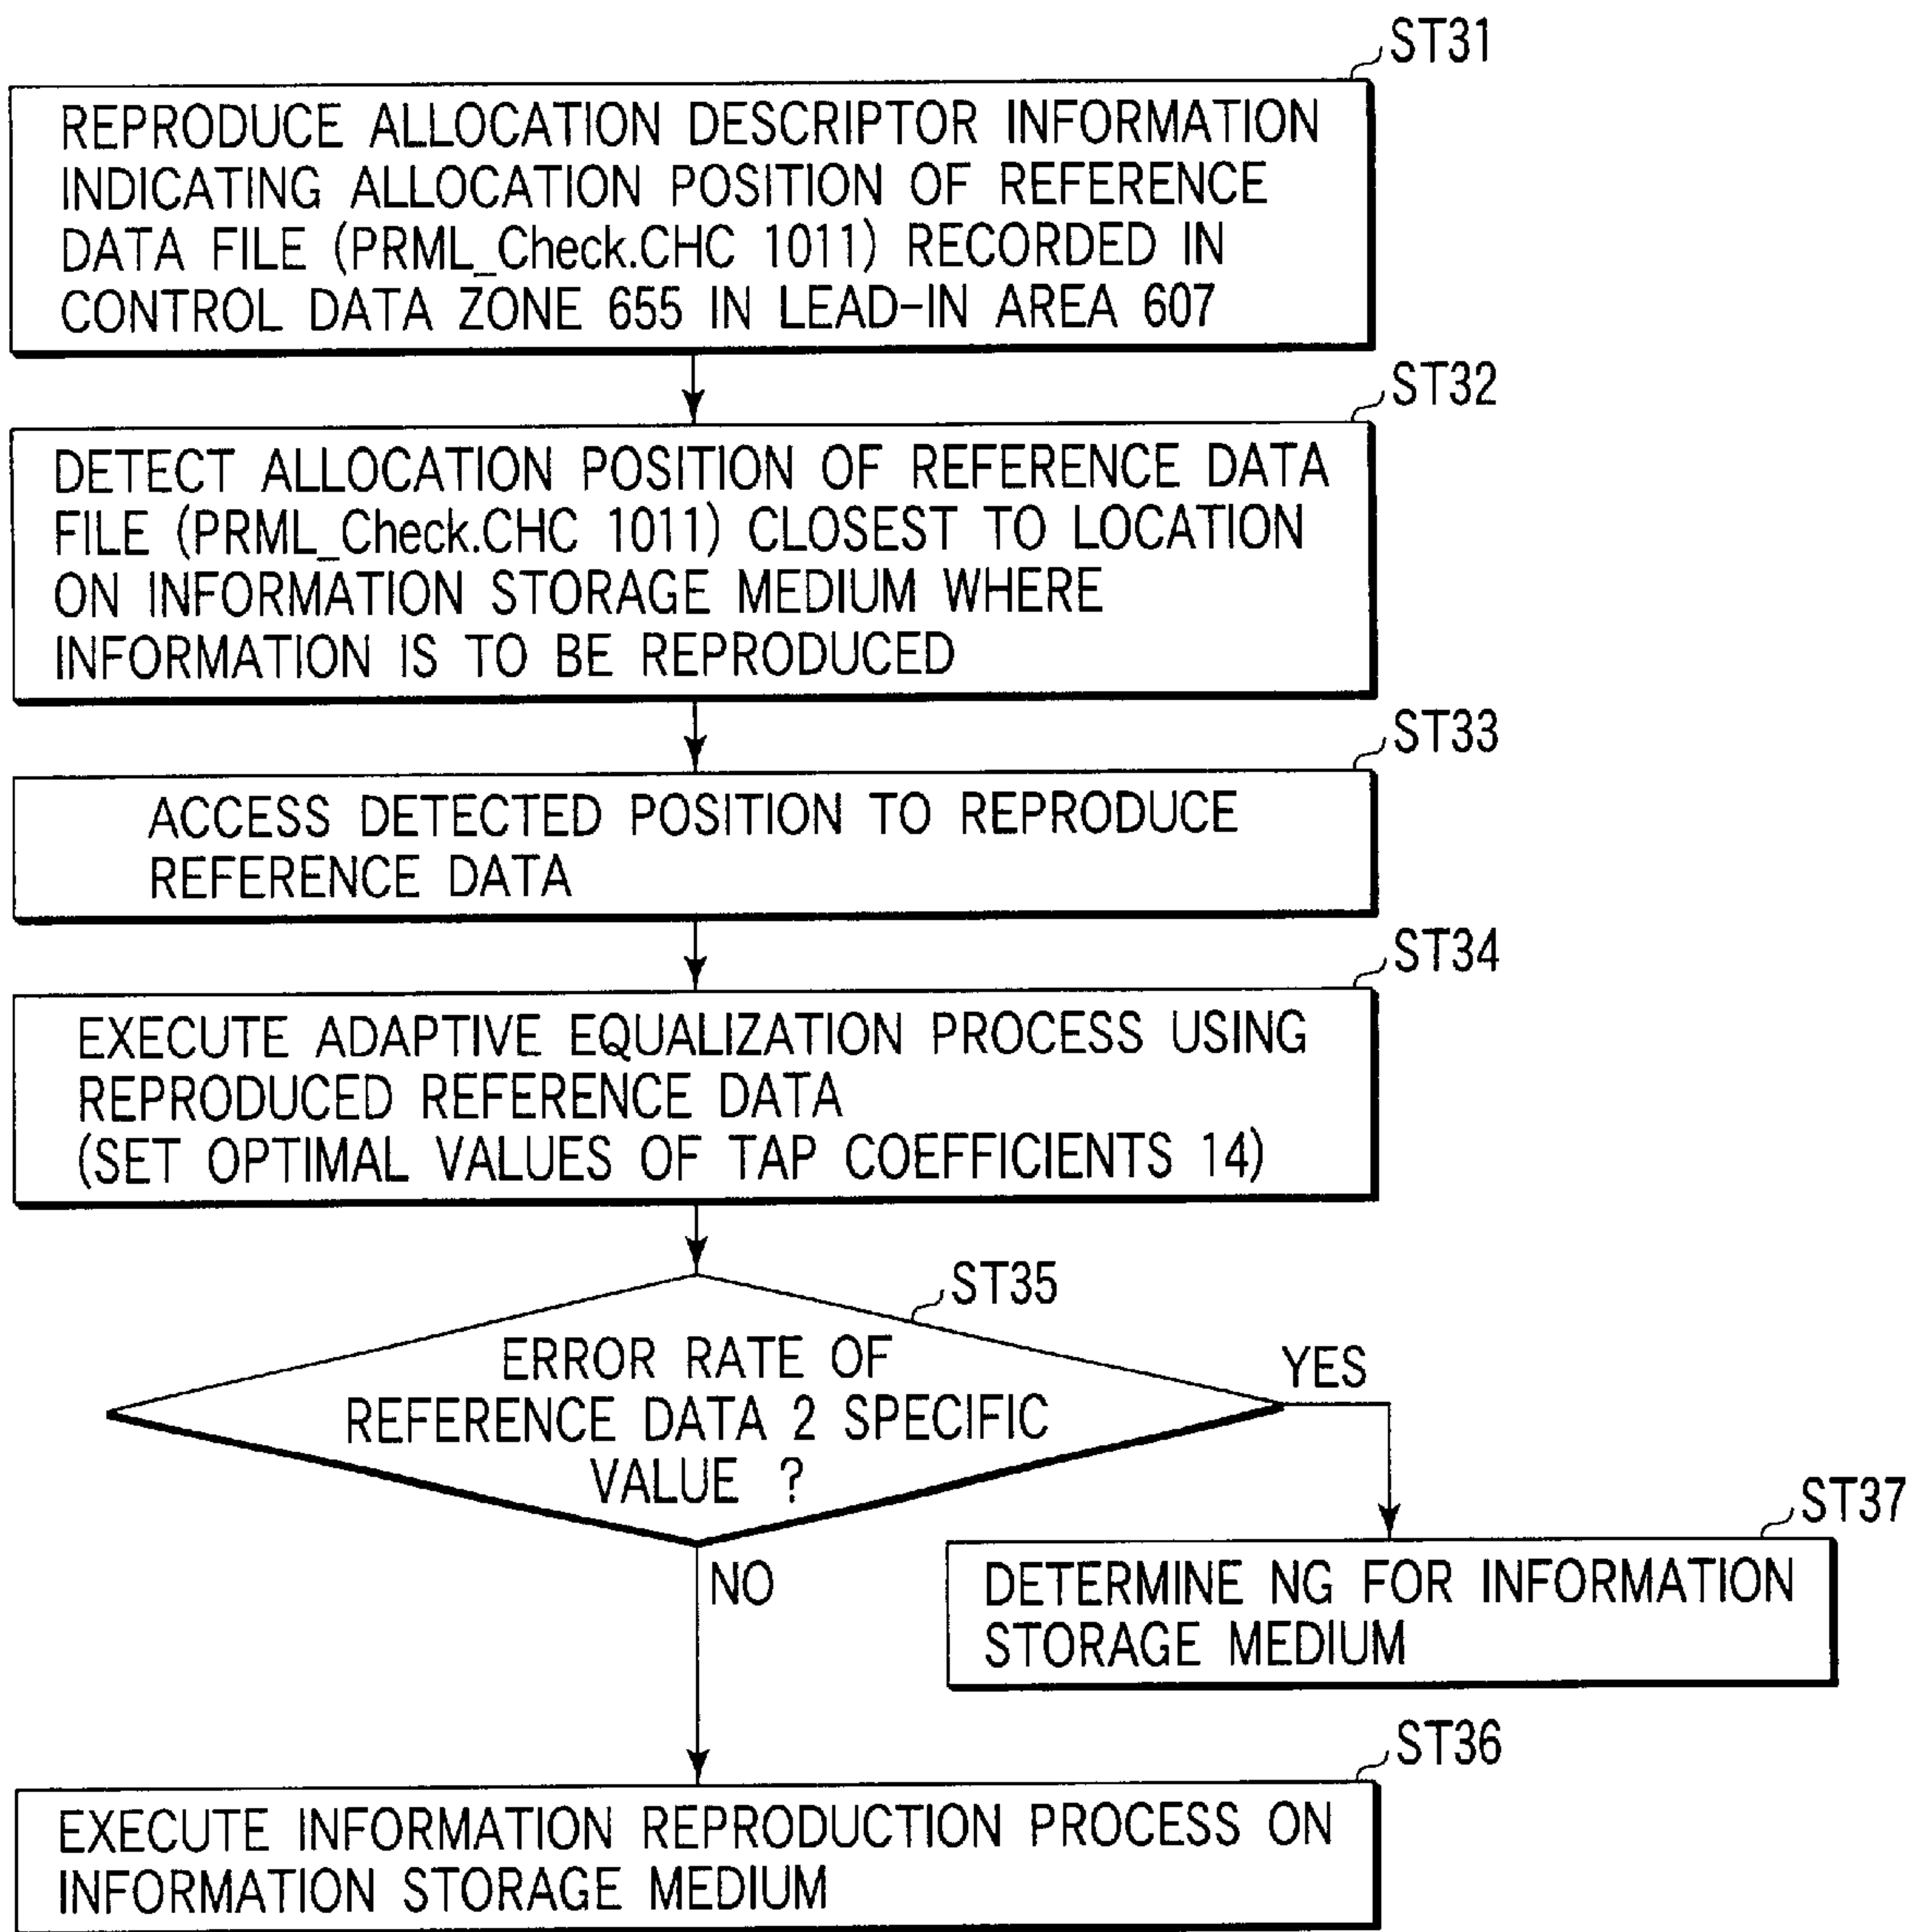 ST31
REPRODUCE ALLOCATION DESCRIPTOR INFORMATION
INDICATING ALLOCATION POSITION OF REFERENCE
DATA FILE (PRML_Check.CHC 1011) RECORDED IN
CONTROL DATA ZONE 655 IN LEAD-IN AREA 607
ST32
DETECT ALLOCATION POSITION OF REFERENCE DATA
FILE (PRML_Check.CHC 1011) CLOSEST TO LOCATION
ON INFORMATION STORAGE MEDIUM WHERE
INFORMATION IS TO BE REPRODUCED
ST33
ACCESS DETECTED POSITION TO REPRODUCE
REFERENCE DATA
ST34
EXECUTE ADAPTIVE EQUALIZATION PROCESS USING
REPRODUCED REFERENCE DATA
(SET OPTIMAL VALUES OF TAP COEFFICIENTS 14)
ST35
ERROR RATE OF
REFERENCE DATA 2 SPECIFIC
VALUE ?
YES
NO
ST37
DETERMINE NG FOR INFORMATION
STORAGE MEDIUM
ST36
EXECUTE INFORMATION REPRODUCTION PROCESS ON
INFORMATION STORAGE MEDIUM